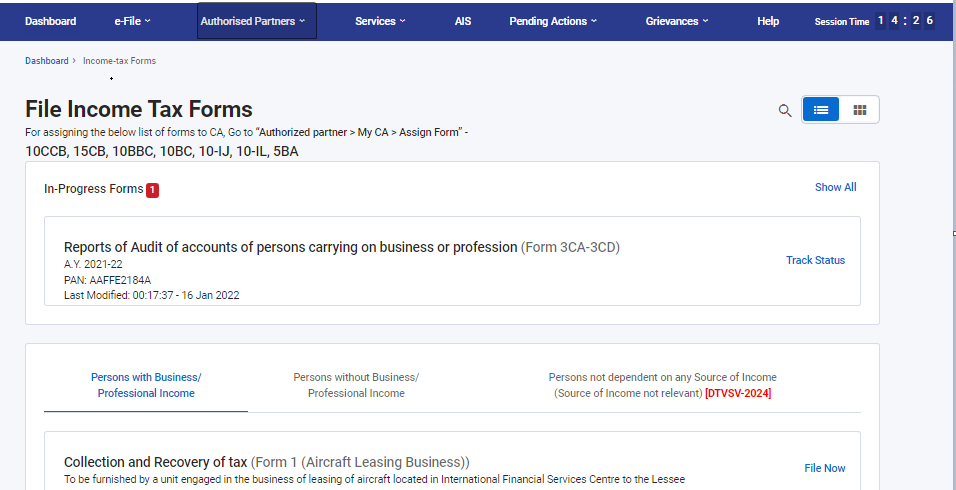 Dashboard e-File Authorised Partners Services AIS Pending Actions Grievances Help Session Time 1 4 : 2 6
Dashboard > Income-tax Forms
File Income Tax Forms
For assigning the below list of forms to CA, Go to "Authorized partner > My CA > Assign Form" -
10CCB, 15CB, 10BBC, 10BC, 10-IJ, 10-IL, 5BA
In-Progress Forms 1 Show All
Reports of Audit of accounts of persons carrying on business or profession (Form 3CA-3CD)
A.Y. 2021-22
Track Status
PAN: AAFFE2184A
Last Modified: 00:17:37 - 16 Jan 2022
Persons with Business/
Professional Income
Persons without Business/
Professional Income
Persons not dependent on any Source of Income
(Source of Income not relevant) [DTVSV-2024]
Collection and Recovery of tax (Form 1 (Aircraft Leasing Business))
File Now
To be furnished by a unit engaged in the business of leasing of aircraft located in International Financial Services Centre to the Lessee